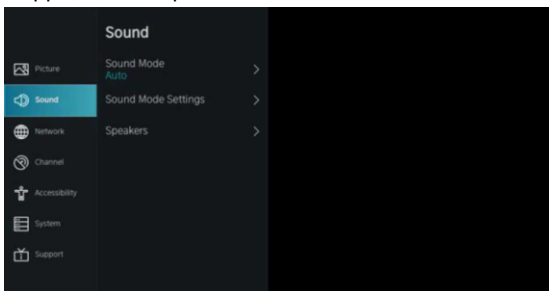 Sound
Picture
Sound Mode
Auto
Sound
Sound Mode Settings
Network
Speakers
Channel
Accessibility
System
Support